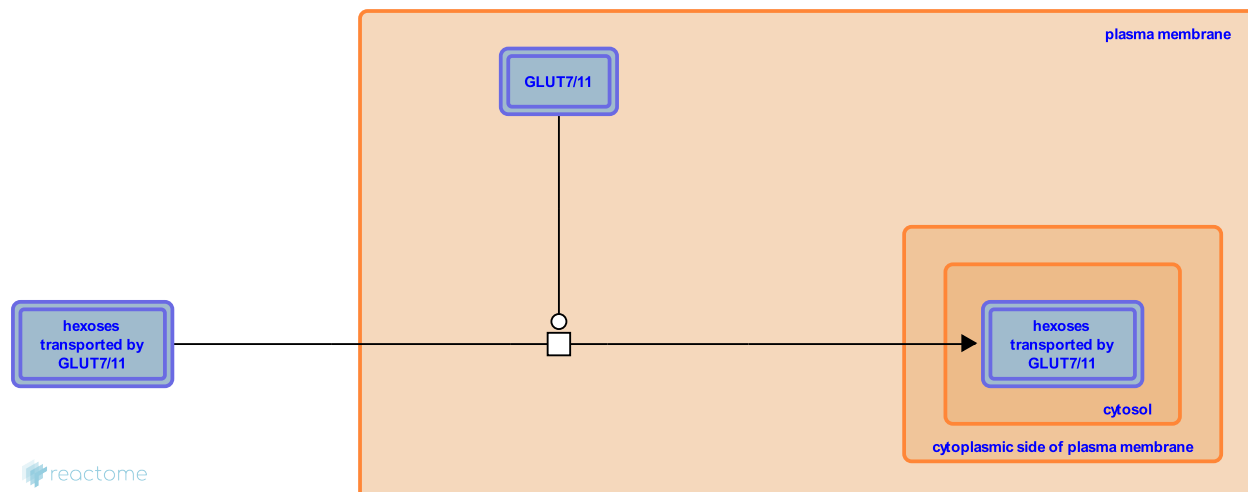 plasma membrane
GLUT7/11
hexoses
transported by
GLUT7/11
hexoses
transported by
GLUT7/11
cytosol
cytoplasmic side of plasma membrane
reactome